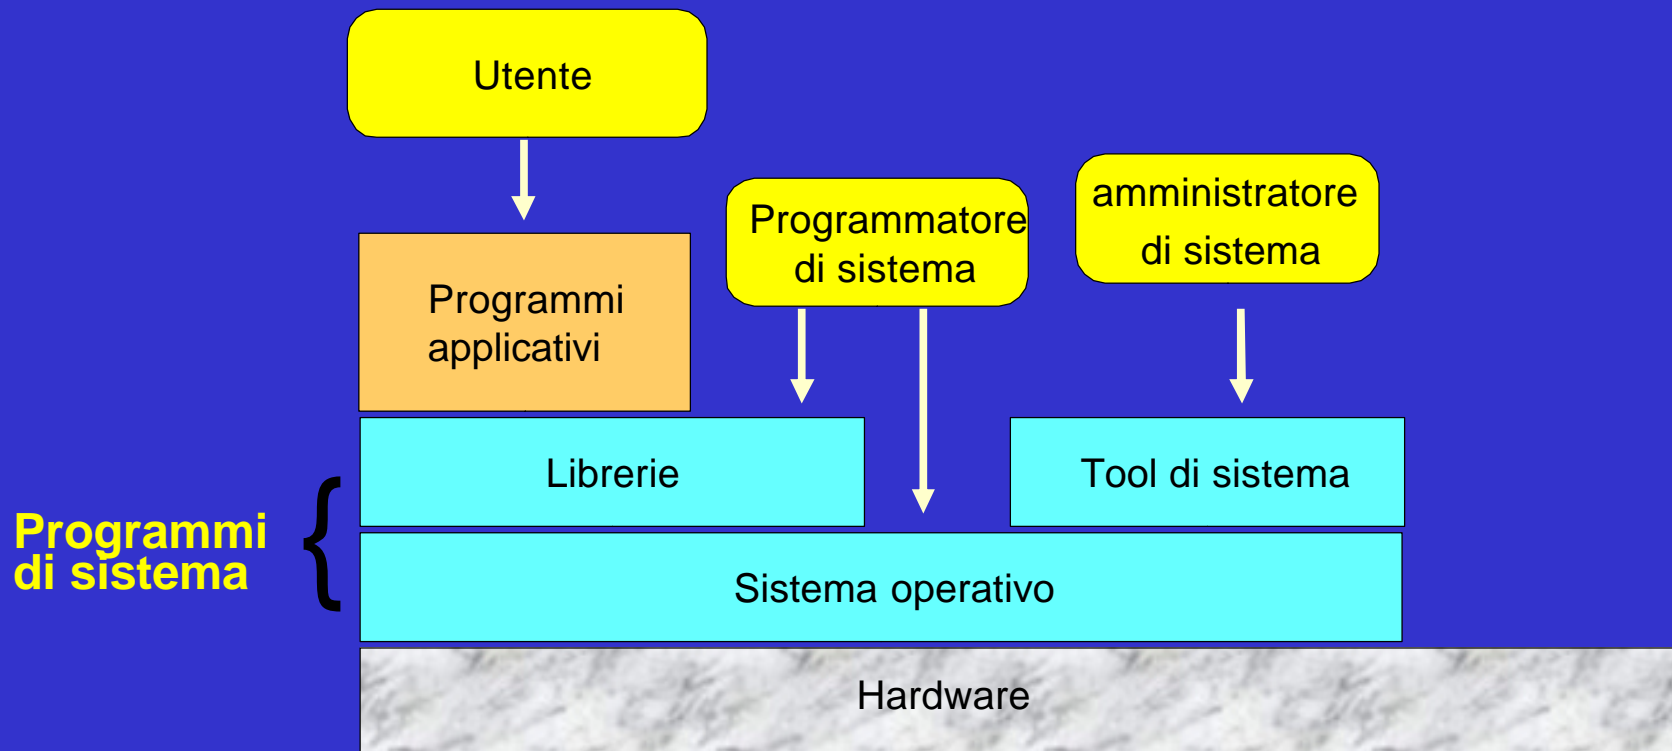 Utente
Programmatore
di sistema
amministratore
di sistema
Programmi
applicativi
Librerie
Tool di sistema
Programmi
di sistema
Sistema operativo
Hardware